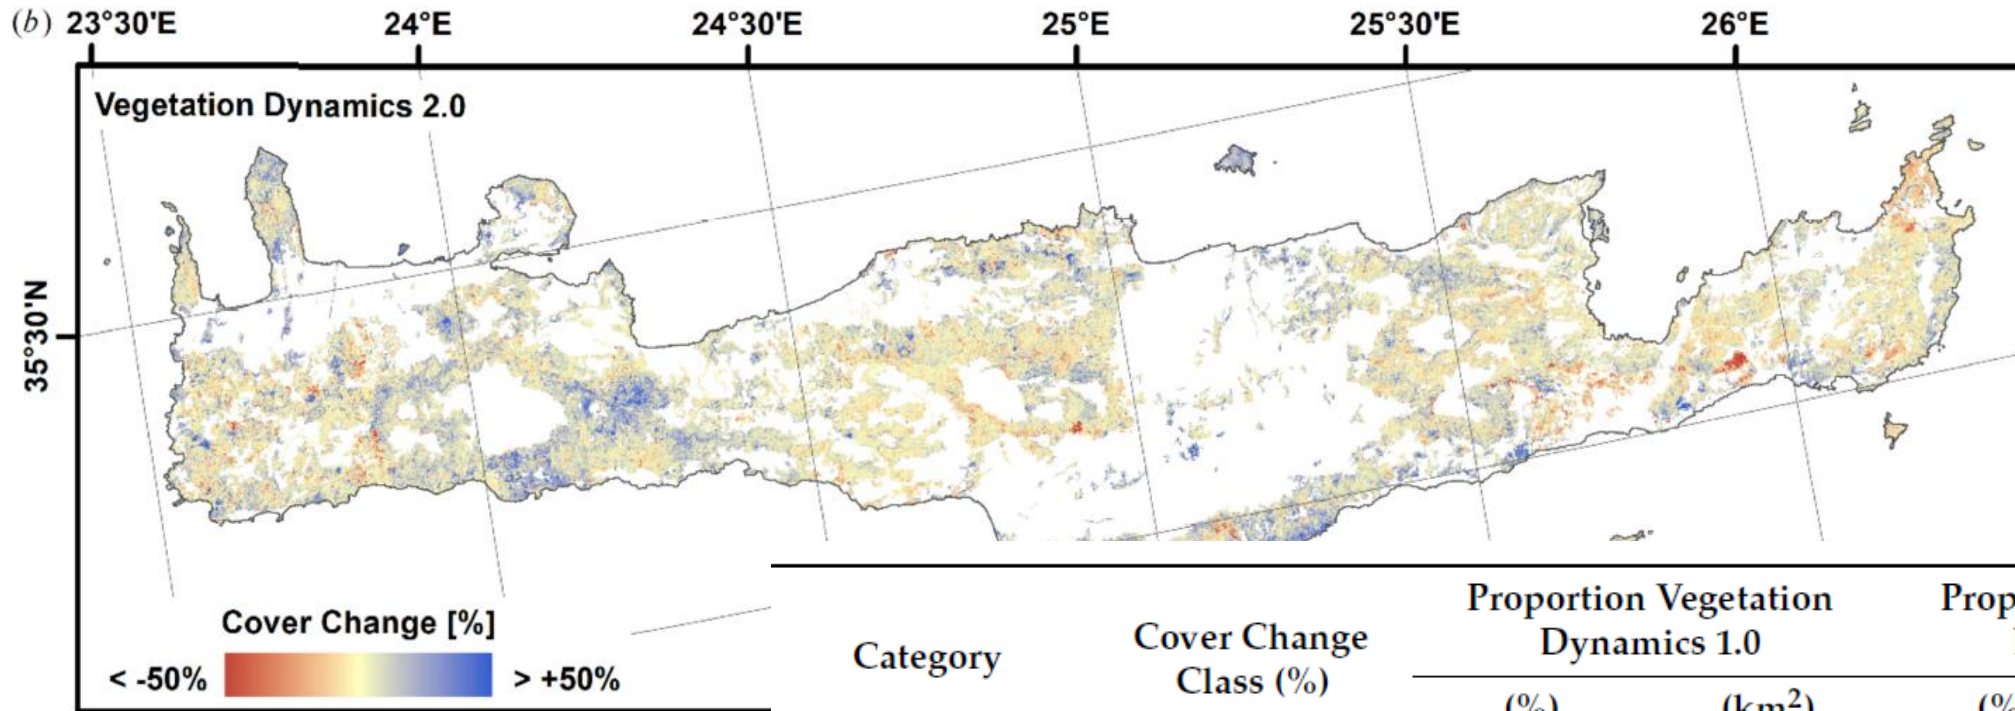 (b) 23°30'E 24°E 24°30'E 25°E 25°30'E 26°E
Vegetation Dynamics 2.0
35°30'N
Cover Change [%]
< -50% > +50%
Category
Cover Change
Class (%)
Proportion Vegetation
Dynamics 1.0
(%) (km²)
Prop
(%